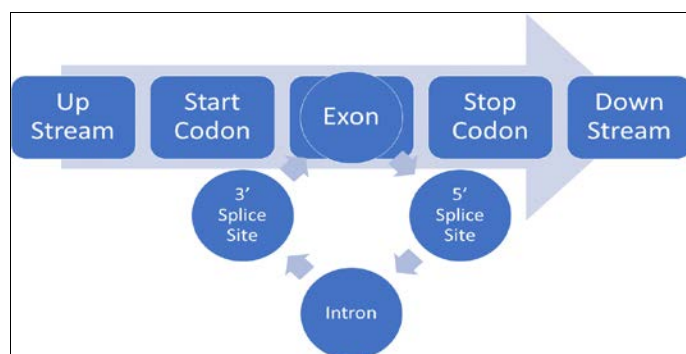 Up
Stream
Start
Codon
Exon
Stop
Codon
Down
Stream
3′
Splice
Site
5′
Splice
Site
Intron